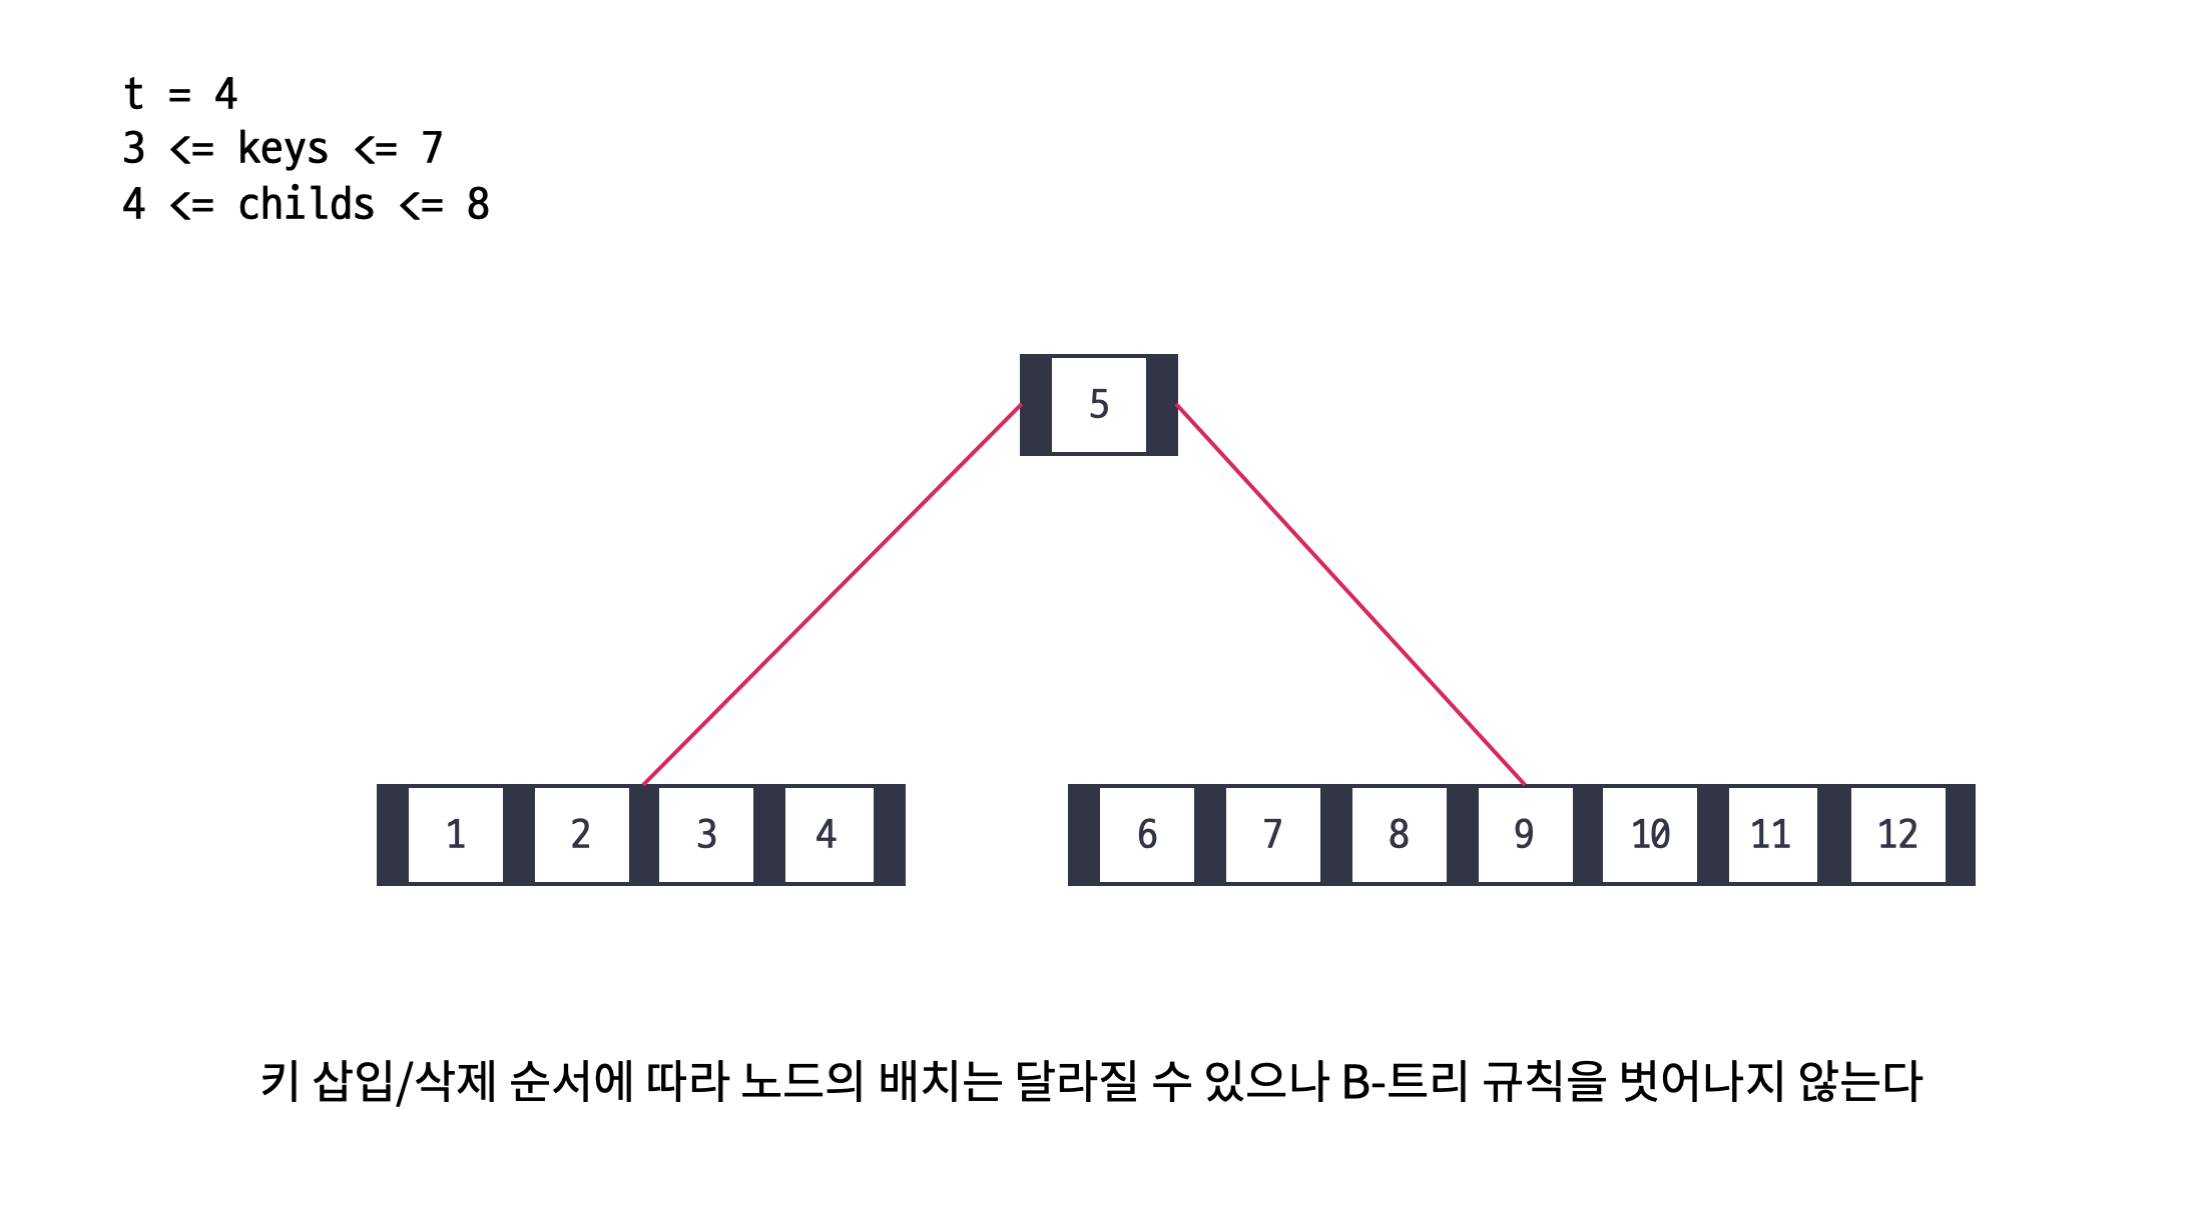 t = 4
3 <= keys <= 7
4 <= childs <= 8
5
1 2 3 4
6 7 8 9 10 11 12
키 삽입/삭제 순서에 따라 노드의 배치는 달라질 수 있으나 B-트리 규칙을 벗어나지 않는다